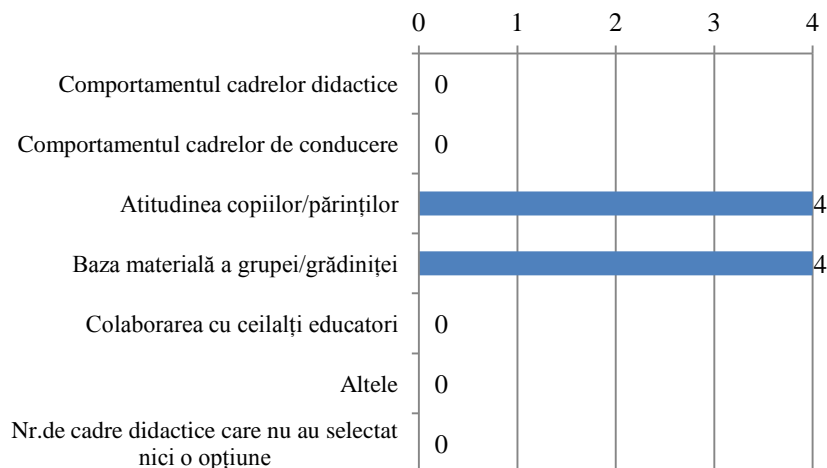 0 1 2 3 4
Comportamentul cadrelor didactice 0
Comportamentul cadrelor de conducere 0
Atitudinea copiilor/părinților 4
Baza materială a grupei/grădiniței 4
Colaborarea cu ceilalți educatori 0
Altele 0
Nr.de cadre didactice care nu au selectat
nici o opțiune 0